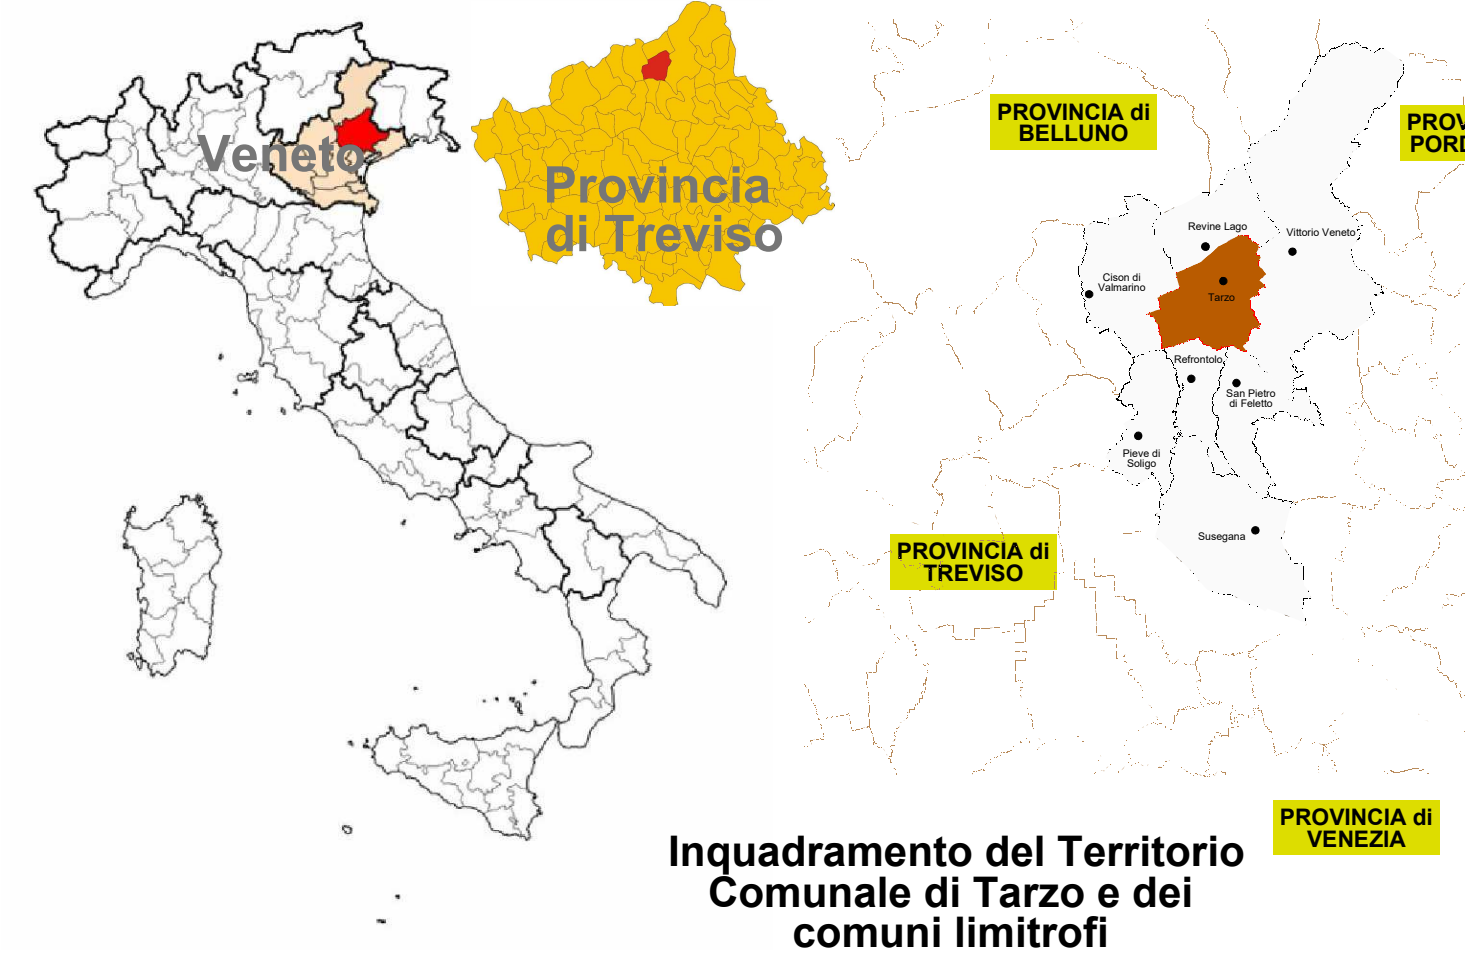 Veneto
Provincia
di Treviso
PROVINCIA di
BELLUNO
PROV
PORD
Revine Lago
Vittorio Veneto
Cison di
Valmarino
Tarzo
Refrontolo
San Pietro
di Feletto
Pieve di
Soligo
Susegana
PROVINCIA di
TREVISO
PROVINCIA di
VENEZIA
Inquadramento del Territorio
Comunale di Tarzo e dei
comuni limitrofi